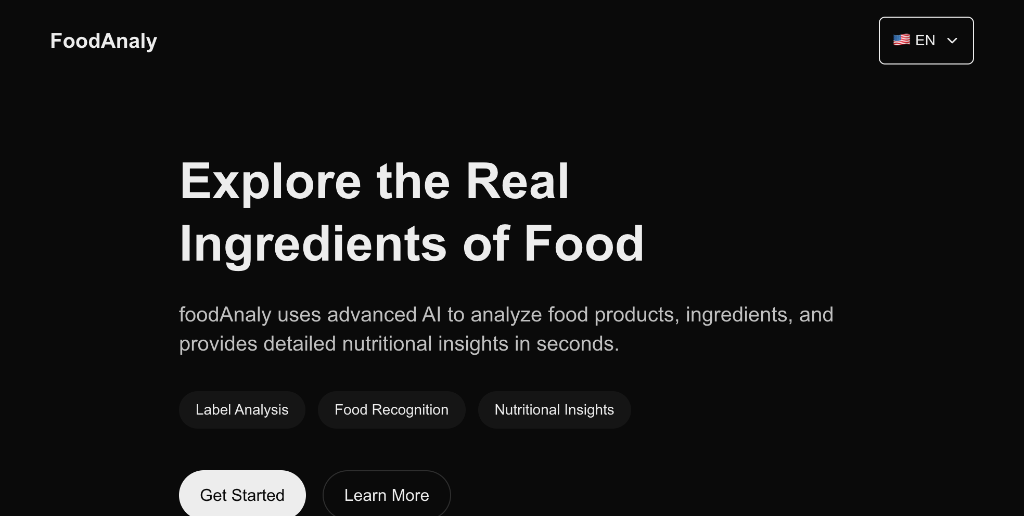 FoodAnaly
EN
Explore the Real
Ingredients of Food
foodAnaly uses advanced AI to analyze food products, ingredients, and
provides detailed nutritional insights in seconds.
Label Analysis
Food Recognition
Nutritional Insights
Get Started
Learn More